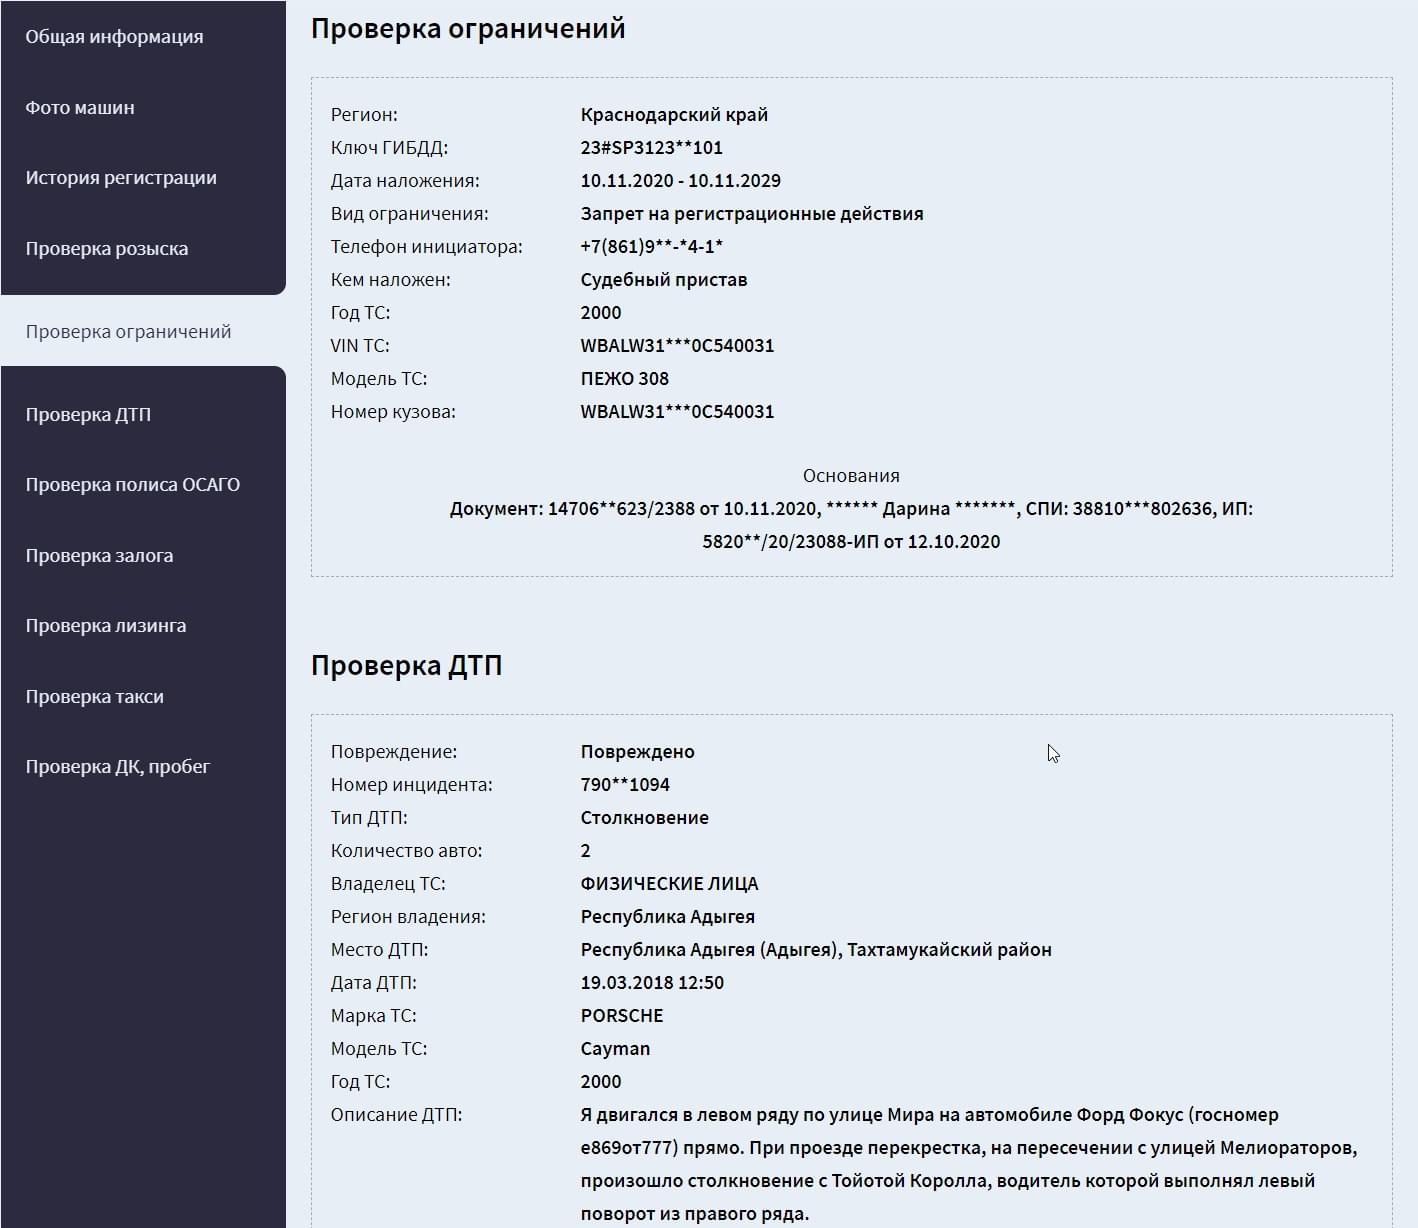 Общая информация
Фото машин
История регистрации
Проверка розыска
Проверка ограничений
Проверка ДТП
Проверка полиса ОСАГО
Проверка залога
Проверка лизинга
Проверка такси
Проверка ДК, пробег
Проверка ограничений
Регион: Краснодарский край
Ключ ГИБДД: 23#SP3123**101
Дата наложения: 10.11.2020 - 10.11.2029
Вид ограничения: Запрет на регистрационные действия
Телефон инициатора: +7(861)9**-*4-1*
Кем наложен: Судебный пристав
Год ТС: 2000
VIN ТС: WBALW31***0C540031
Модель ТС: ПЕЖО 308
Номер кузова: WBALW31***0C540031
Основания
Документ: 14706**623/2388 от 10.11.2020, ****** Дарина *******, СПИ: 38810***802636, ИП:
5820**/20/23088-ИП от 12.10.2020
Проверка ДТП
Повреждение: Повреждено
Номер инцидента: 790**1094
Тип ДТП: Столкновение
Количество авто: 2
Владелец ТС: ФИЗИЧЕСКИЕ ЛИЦА
Регион владения: Республика Адыгея
Место ДТП: Республика Адыгея (Адыгея), Тахтамукайский район
Дата ДТП: 19.03.2018 12:50
Марка ТС: PORSCHE
Модель ТС: Cayman
Год ТС: 2000
Описание ДТП: Я двигался в левом ряду по улице Мира на автомобиле Форд Фокус (госномер
е869от777) прямо. При проезде перекрестка, на пересечении с улицей Мелиораторов,
произошло столкновение с Тойотой Королла, водитель которой выполнял левый
поворот из правого ряда.